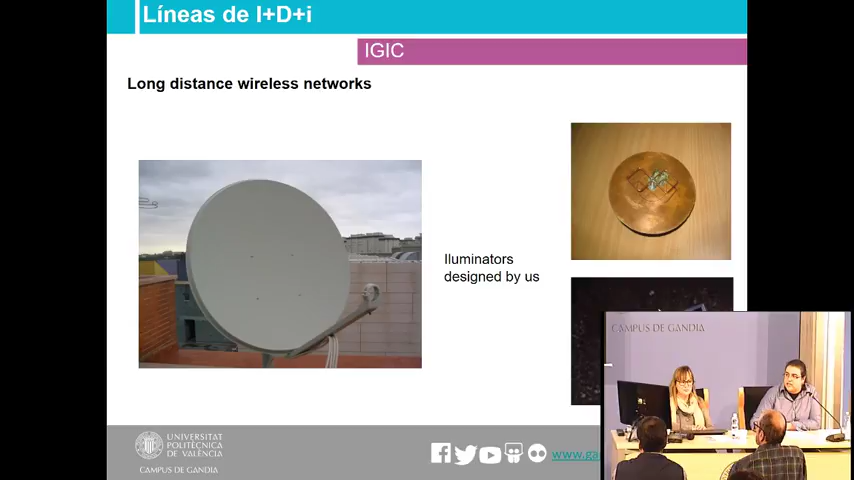 Líneas de I+D+i
IGIC
Long distance wireless networks
Iluminators
designed by us
CAMPUS DE GANDIA
UNIVERSITAT
POLITÈCNICA
DE VALÈNCIA
CAMPUS DE GANDIA